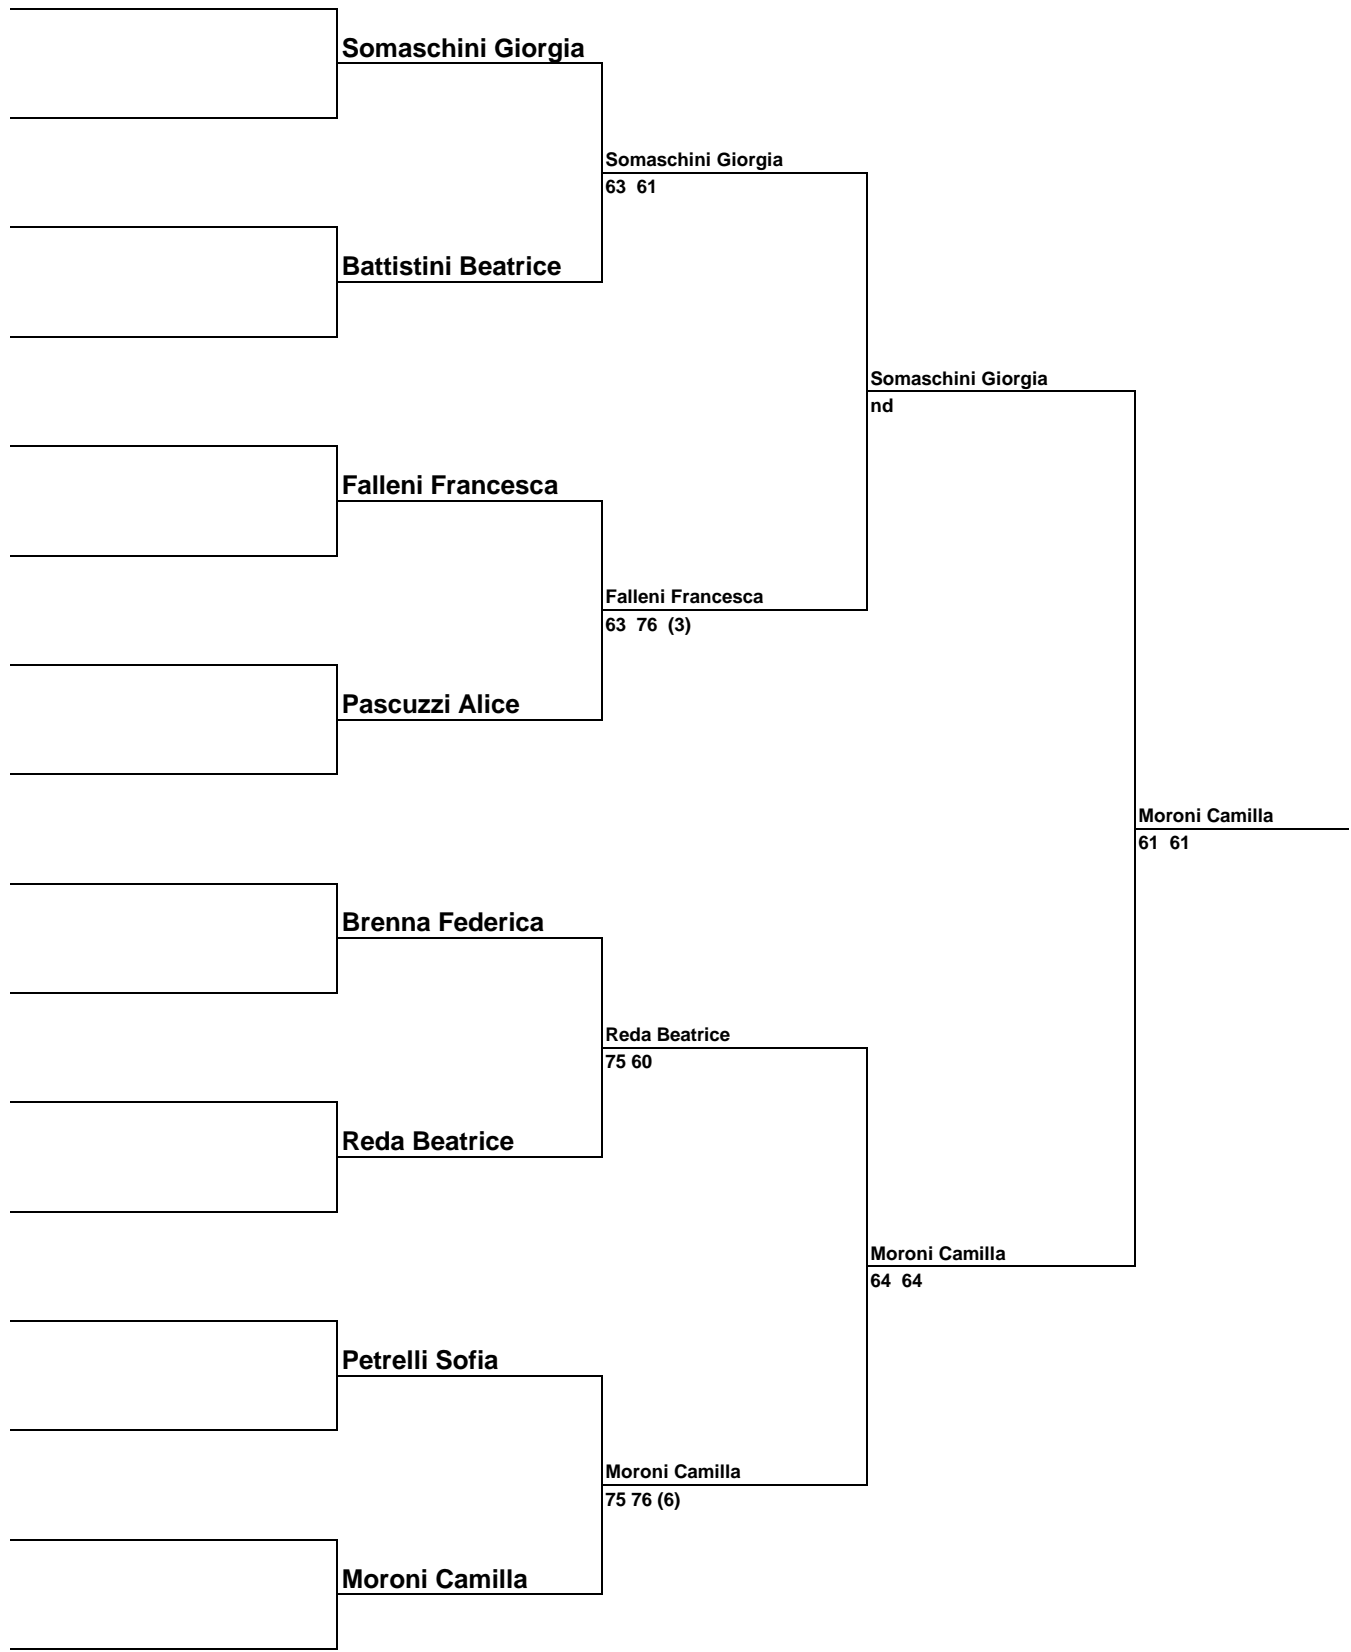 Somaschini Giorgia
Somaschini Giorgia
63 61
Battistini Beatrice
Somaschini Giorgia
nd
Falleni Francesca
Falleni Francesca
63 76 (3)
Pascuzzi Alice
Moroni Camilla
61 61
Brenna Federica
Reda Beatrice
75 60
Reda Beatrice
Moroni Camilla
64 64
Petrelli Sofia
Moroni Camilla
75 76 (6)
Moroni Camilla